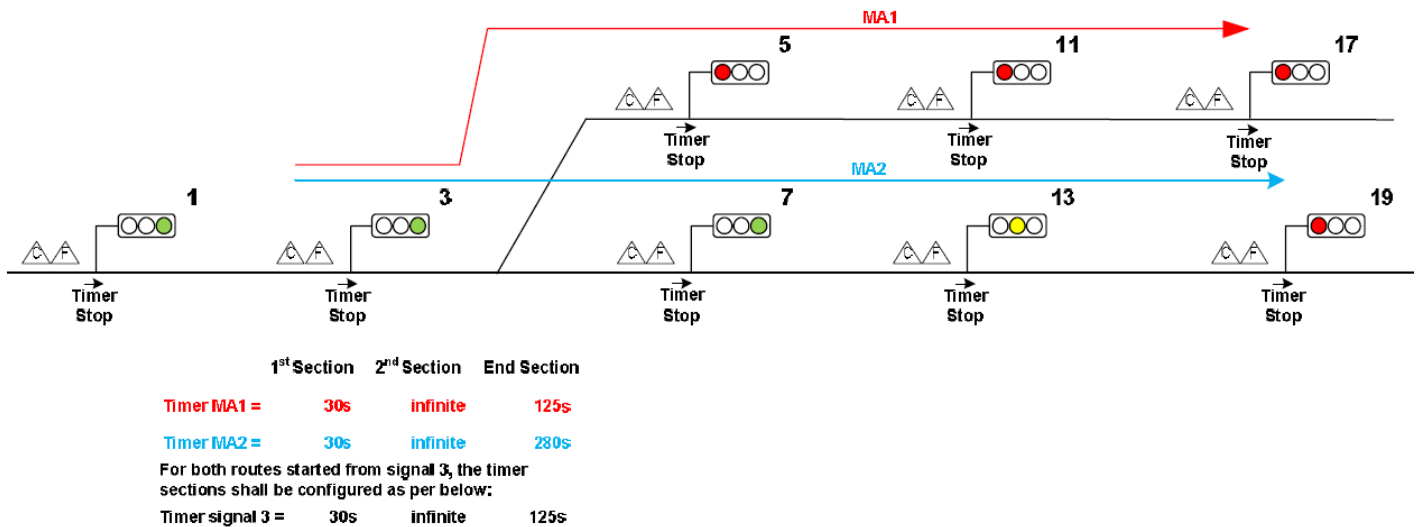 MA1
5
11
17
C F
C F
C F
Timer
Stop
Timer
Stop
Timer
Stop
MA2
1
3
7
13
19
C F
C F
C F
C F
C F
Timer
Stop
Timer
Stop
Timer
Stop
Timer
Stop
Timer
Stop
1st Section 2nd Section End Section
Timer MA1 = 30s infinite 125s
Timer MA2 = 30s infinite 280s
For both routes started from signal 3, the timer
sections shall be configured as per below:
Timer signal 3 = 30s infinite 125s